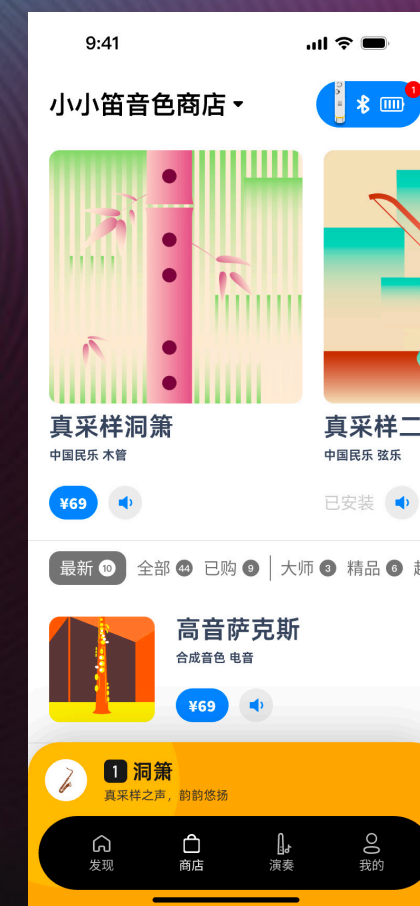 9:41
小小笛音色商店
1
真采样洞箫
中国民乐 木管
¥69
真采样二
中国民乐 弦乐
已安装
最新 10 全部 44 已购 9 大师 3 精品 6
高音萨克斯
合成音色 电音
¥69
1 洞箫
真采样之声，韵韵悠扬
发现 商店 演奏 我的